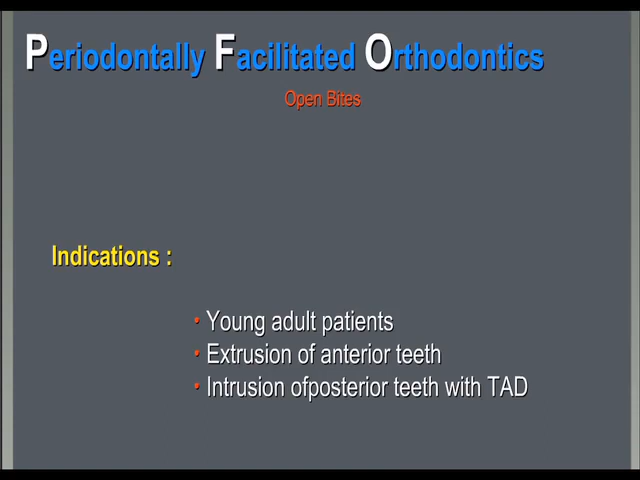 Periodontally Facilitated Orthodontics
Open Bites
Indications :
• Young adult patients
• Extrusion of anterior teeth
• Intrusion ofposterior teeth with TAD